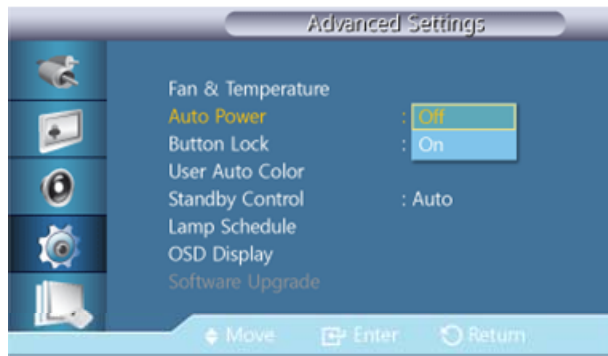 Advanced Settings
Fan & Temperature
Auto Power : Off
Button Lock : On
User Auto Color
Standby Control : Auto
Lamp Schedule
OSD Display
Software Upgrade
Move Enter Return